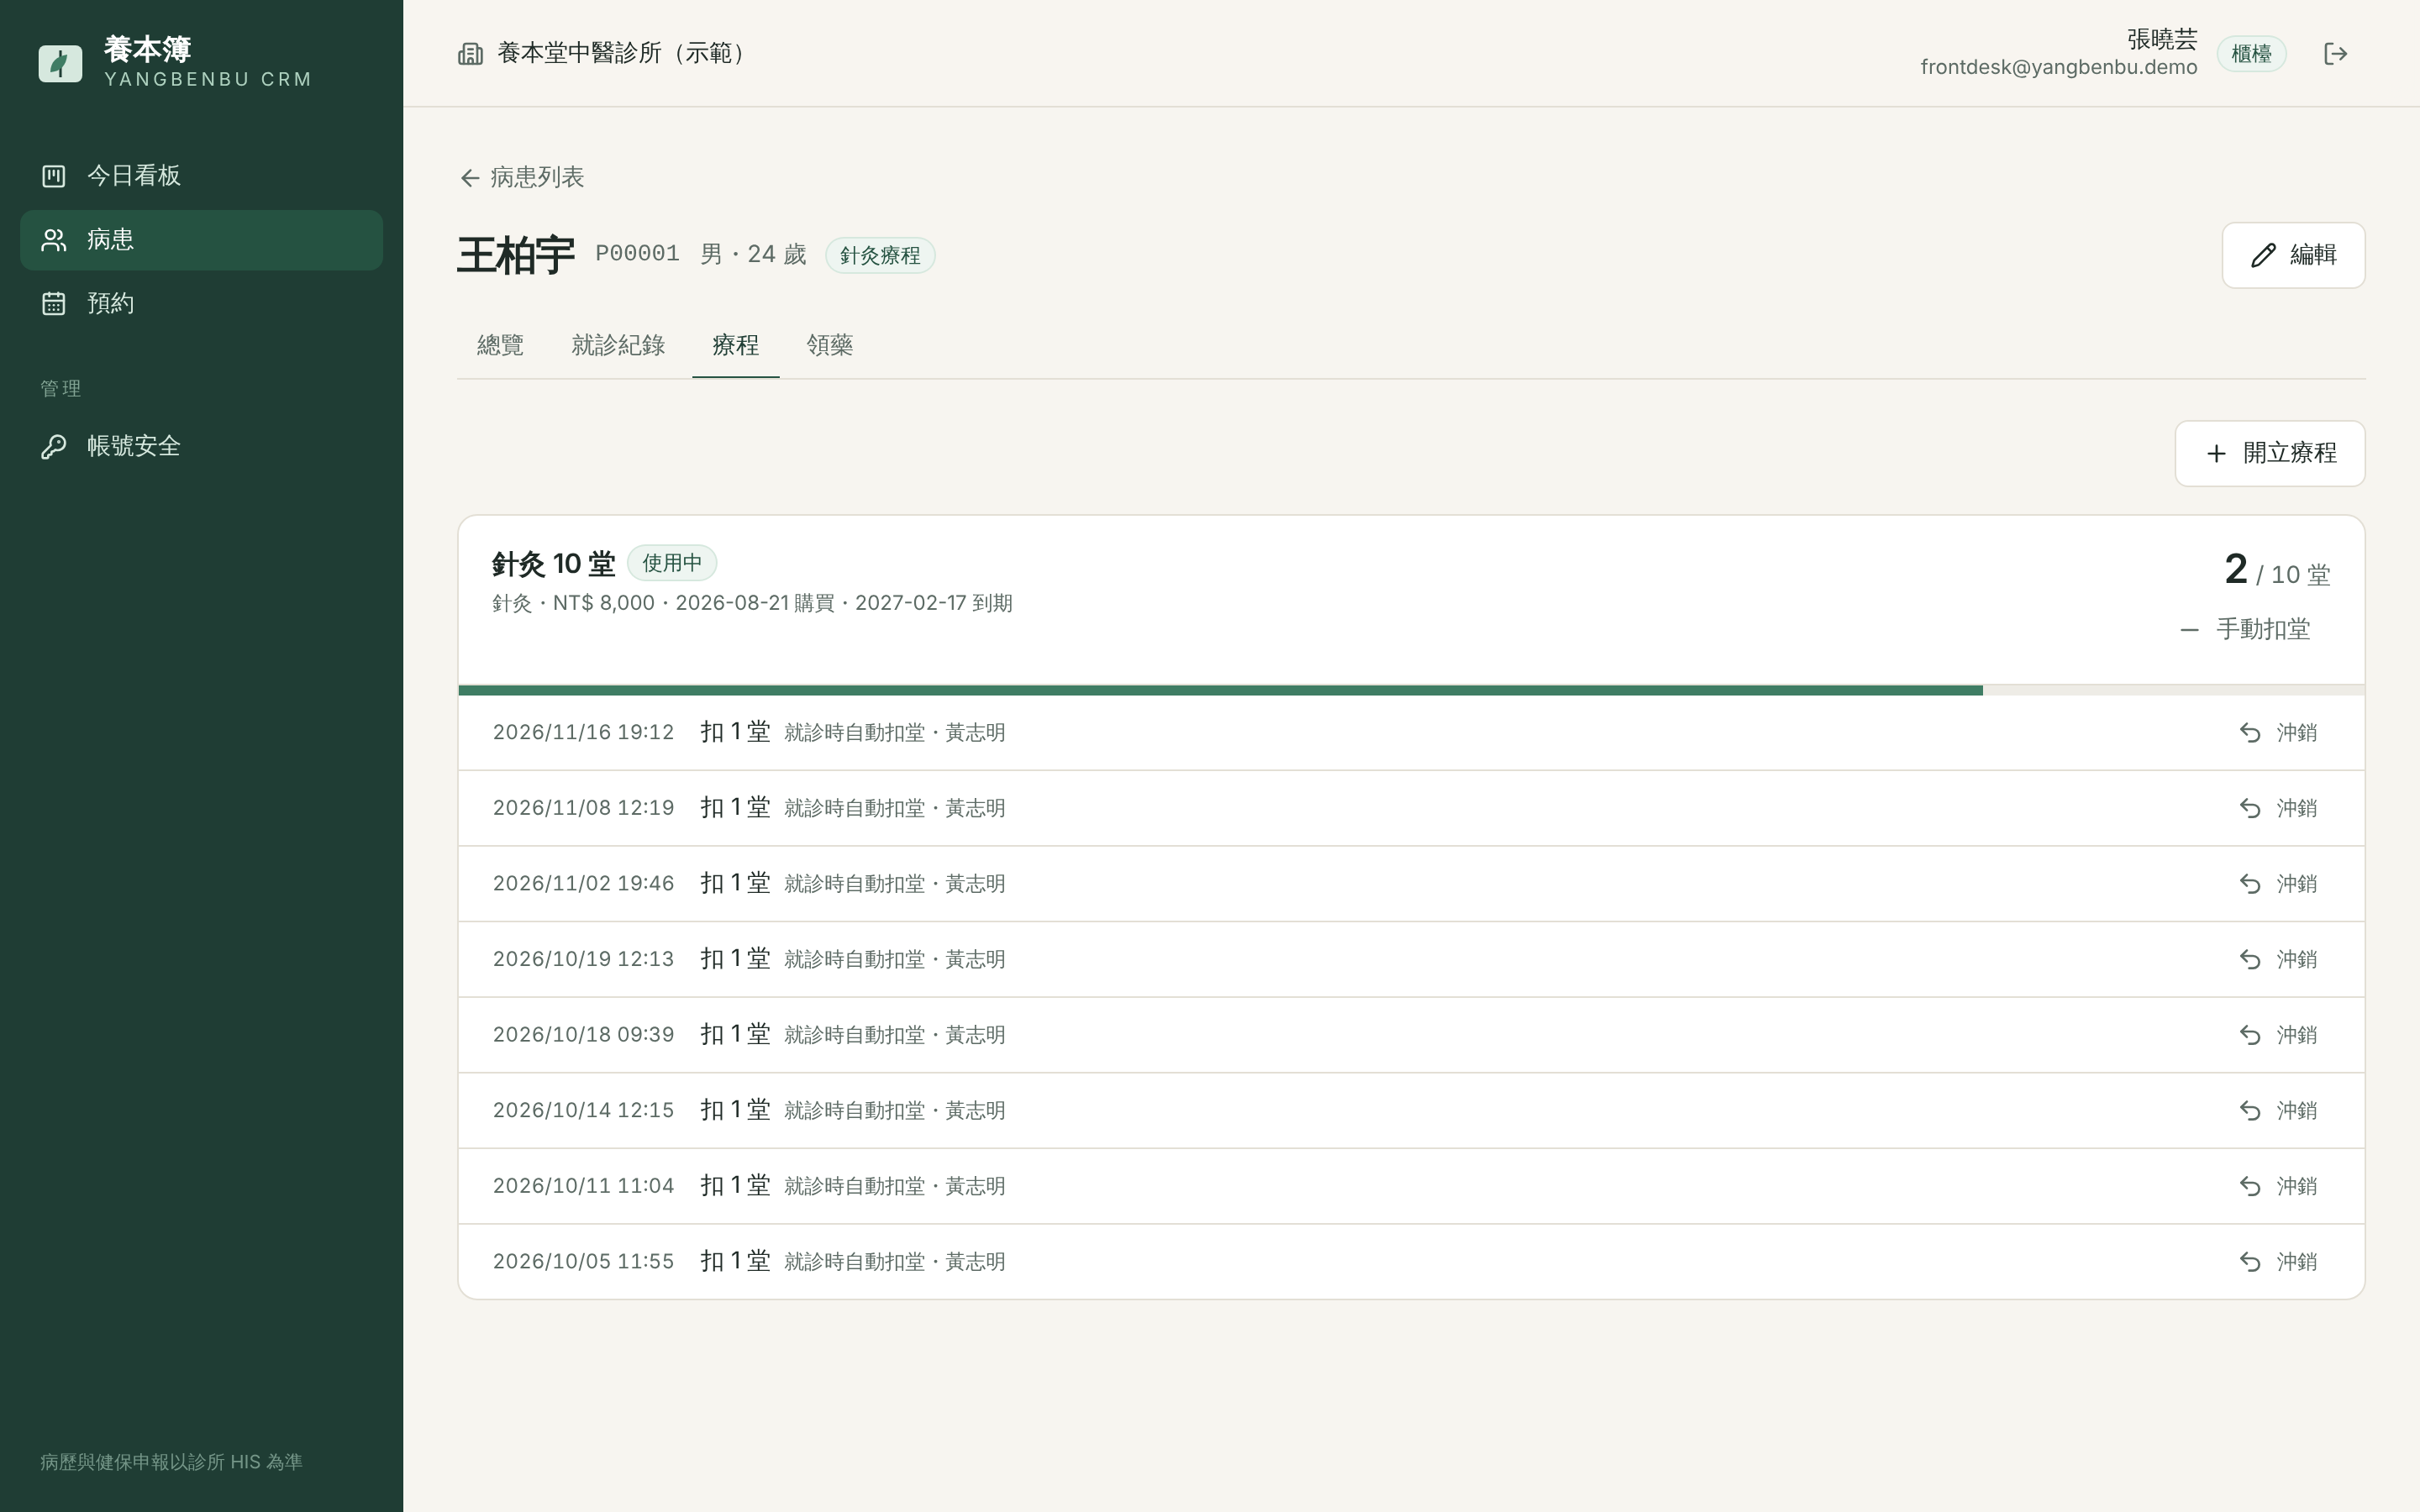 養本簿
YANGBENBU CRM
今日看板
病患
預約
管理
帳號安全
病歷與健保申報以診所 HIS 為準
養本堂中醫診所（示範）
張曉芸
frontdesk@yangbenbu.demo
櫃檯
病患列表
王柏宇 P00001 男・24 歲 針灸療程
編輯
總覽 就診紀錄 療程 領藥
開立療程
針灸 10 堂 使用中
2 / 10 堂
針灸・NT$ 8,000・2026-08-21 購買・2027-02-17 到期
手動扣堂
2026/11/16 19:12 扣 1 堂 就診時自動扣堂・黃志明 沖銷
2026/11/08 12:19 扣 1 堂 就診時自動扣堂・黃志明 沖銷
2026/11/02 19:46 扣 1 堂 就診時自動扣堂・黃志明 沖銷
2026/10/19 12:13 扣 1 堂 就診時自動扣堂・黃志明 沖銷
2026/10/18 09:39 扣 1 堂 就診時自動扣堂・黃志明 沖銷
2026/10/14 12:15 扣 1 堂 就診時自動扣堂・黃志明 沖銷
2026/10/11 11:04 扣 1 堂 就診時自動扣堂・黃志明 沖銷
2026/10/05 11:55 扣 1 堂 就診時自動扣堂・黃志明 沖銷